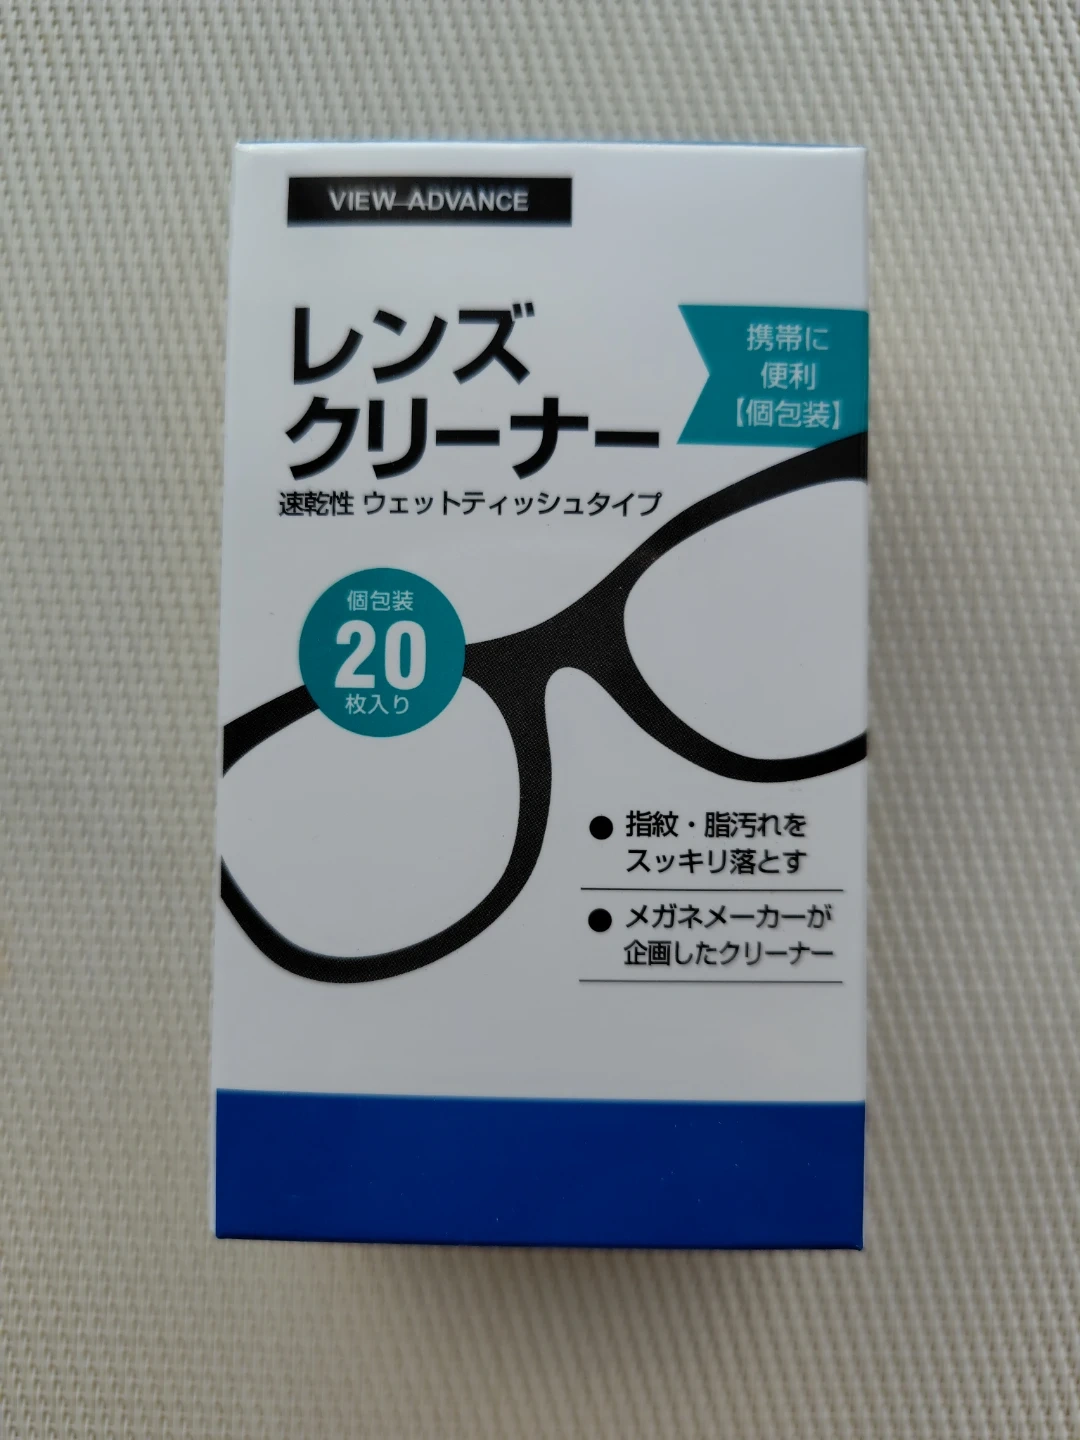 VIEW ADVANCE
レンズ
クリーナー
速乾性 ウェットティッシュタイプ
携帯に
便利
【個包装】
個包装
20
枚入り
● 指紋・脂汚れを
スッキリ落とす
● メガネメーカーが
企画したクリーナー